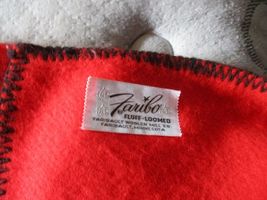 Faribo
FLUFF-LOOMED
FARIBAULT WOOLEN MILL CO.
FARIBAULT, MINNESOTA